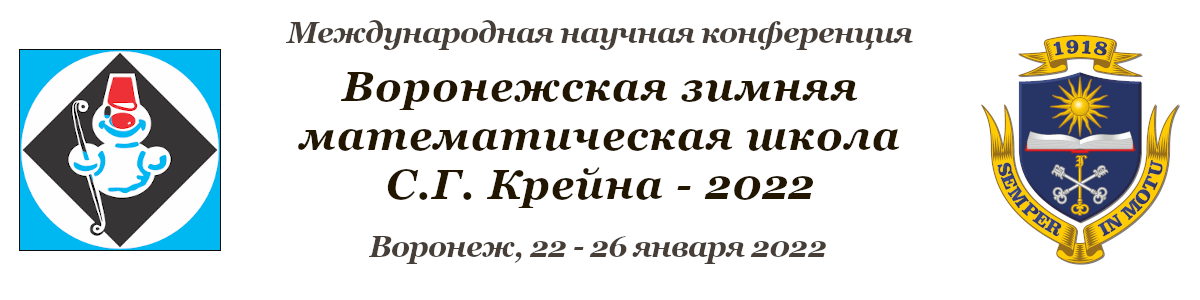 Международная научная конференция
Воронежская зимняя
математическая школа
С.Г. Крейна - 2022
Воронеж, 22 - 26 января 2022
1918
SEMPER IN MOTU